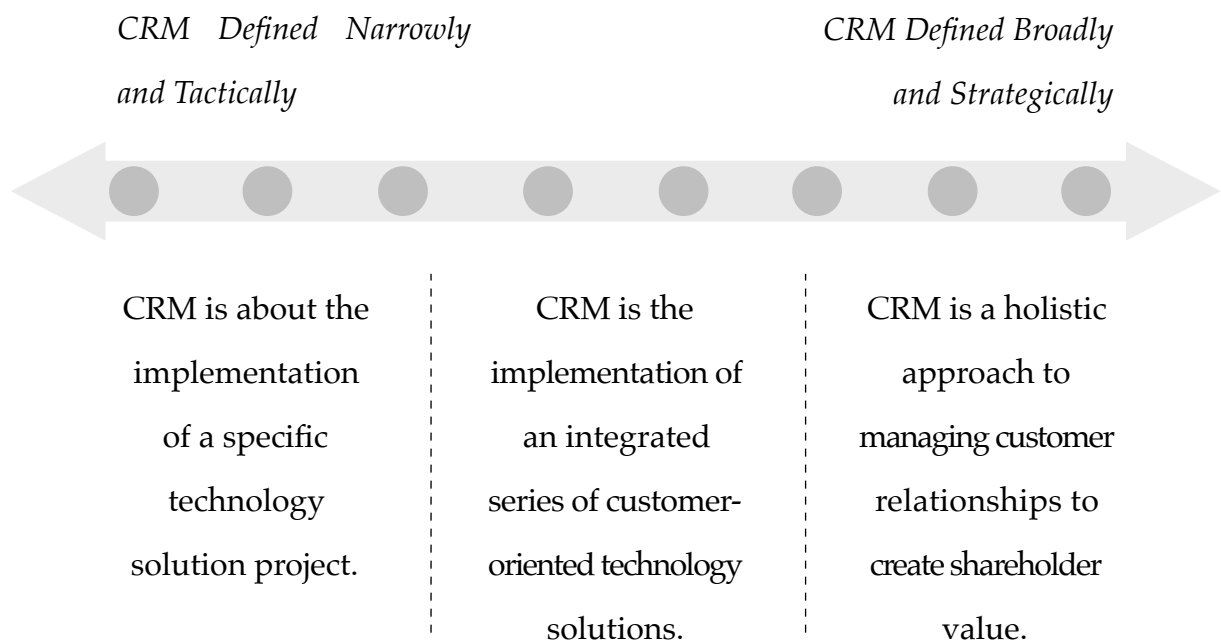 CRM Defined Narrowly
and Tactically
CRM Defined Broadly
and Strategically
CRM is about the
implementation
of a specific
technology
solution project.
CRM is the
implementation of
an integrated
series of customer-
oriented technology
solutions.
CRM is a holistic
approach to
managing customer
relationships to
create shareholder
value.